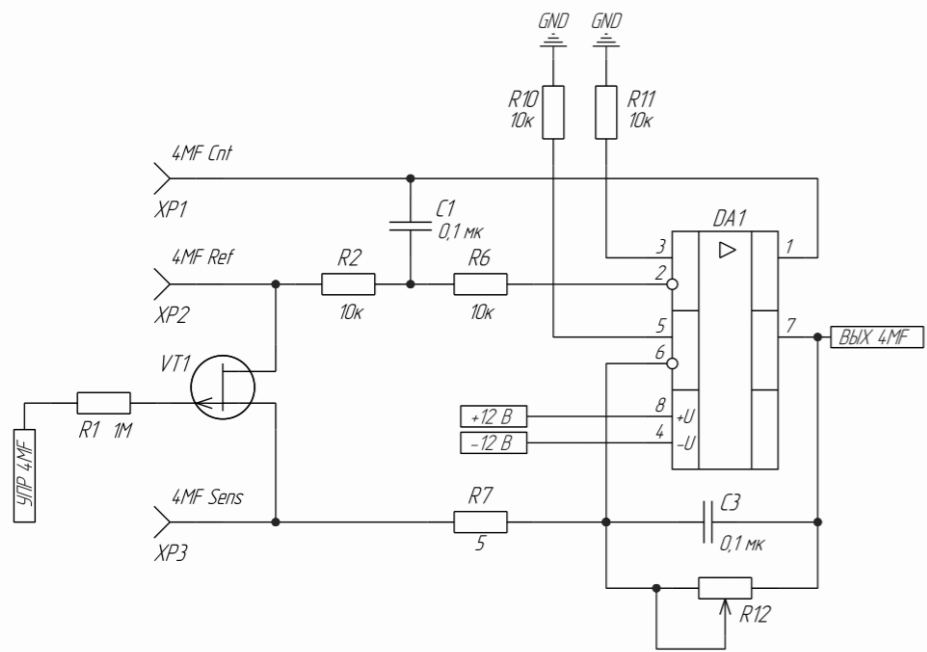 GND GND
R10 R11
10к 10к
4MF Cnt
XP1
C1
0,1 мк
DA1
4MF Ref
R2 R6
3 1
2
XP2
10к 10к
VT1
5 7
ВЫХ 4MF
6
R1 1М
+12 В
8 +U
-12 В
4 -U
УПР 4MF
4MF Sens
R7
C3
XP3
5
0,1 мк
R12